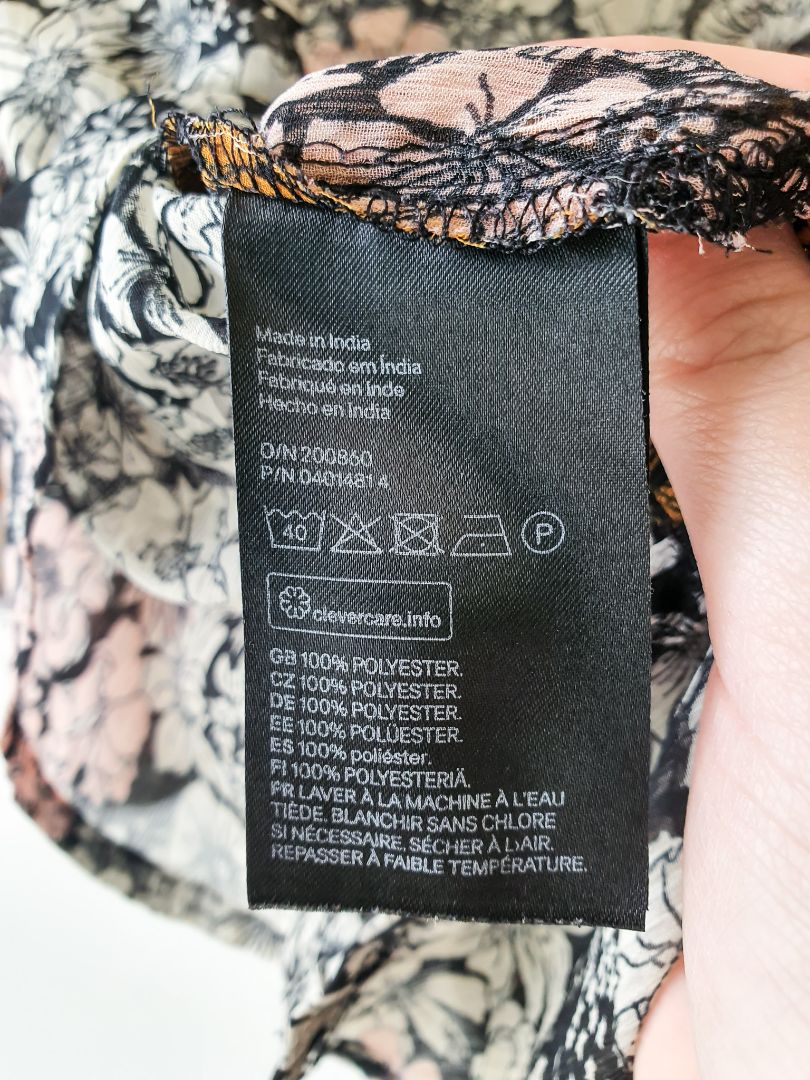 Made in India
Fabricado em Índia
Fabriqué en Inde
Hecho en India
O/N 200860
P/N 0401481 4
40 P
clevercare.info
GB 100% POLYESTER.
CZ 100% POLYESTER.
DE 100% POLYESTER.
EE 100% POLÜESTER.
ES 100% poliéster.
FI 100% POLYESTERIÄ.
FR LAVER À LA MACHINE À L'EAU
TIÈDE. BLANCHIR SANS CHLORE
SI NÉCESSAIRE. SÉCHER À L'AIR.
REPASSER À FAIBLE TEMPÉRATURE.